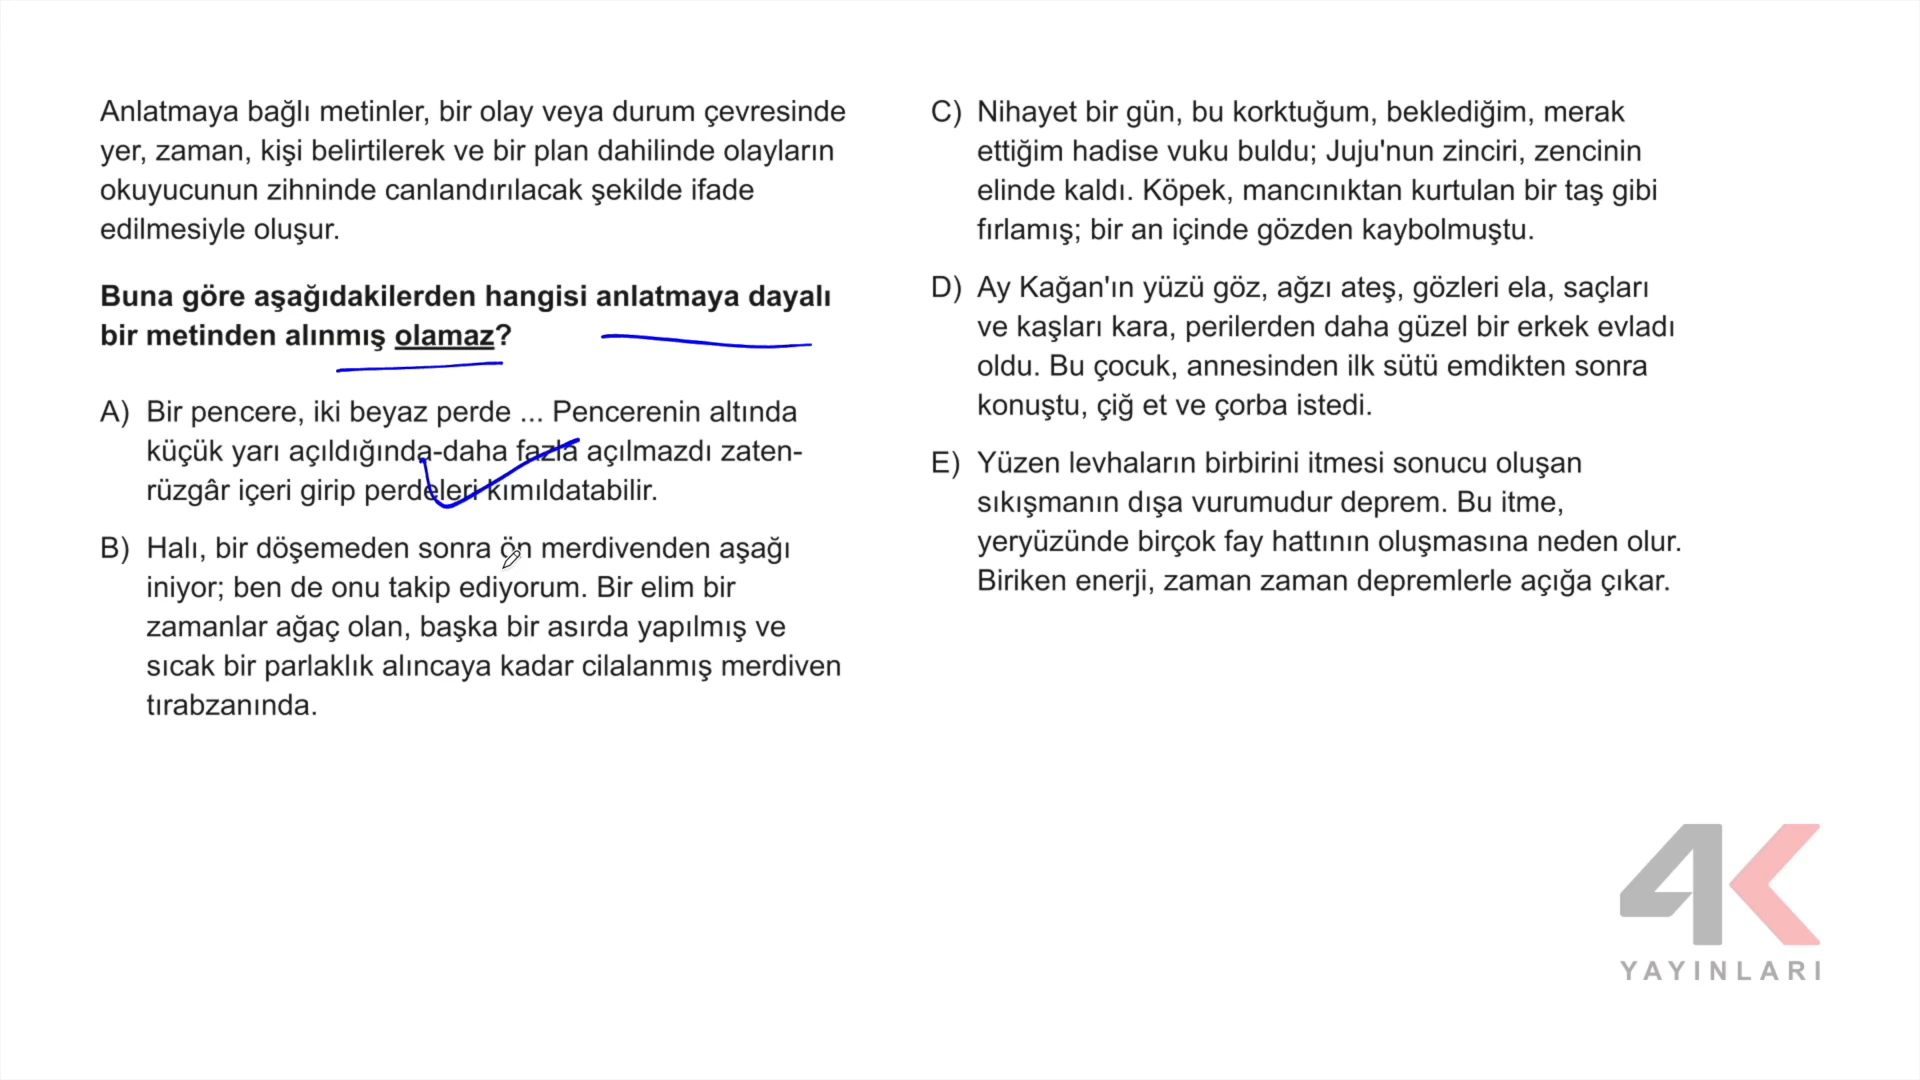 Anlatmaya bağlı metinler, bir olay veya durum çevresinde
yer, zaman, kişi belirtilerek ve bir plan dahilinde olayların
okuyucunun zihninde canlandırılacak şekilde ifade
edilmesiyle oluşur.
Buna göre aşağıdakilerden hangisi anlatmaya dayalı
bir metinden alınmış olamaz?
A) Bir pencere, iki beyaz perde ... Pencerenin altında
küçük yarı açıldığında-daha fazla açılmazdı zaten-
rüzgâr içeri girip perdeleri kımıldatabilir.
B) Halı, bir döşemeden sonra ön merdivenden aşağı
iniyor; ben de onu takip ediyorum. Bir elim bir
zamanlar ağaç olan, başka bir asırda yapılmış ve
sıcak bir parlaklık alıncaya kadar cilalanmış merdiven
tırabzanında.
C) Nihayet bir gün, bu korktuğum, beklediğim, merak
ettiğim hadise vuku buldu; Juju'nun zinciri, zencinin
elinde kaldı. Köpek, mancınıktan kurtulan bir taş gibi
fırlamış; bir an içinde gözden kaybolmuştu.
D) Ay Kağan'ın yüzü göz, ağzı ateş, gözleri ela, saçları
ve kaşları kara, perilerden daha güzel bir erkek evladı
oldu. Bu çocuk, annesinden ilk sütü emdikten sonra
konuştu, çiğ et ve çorba istedi.
E) Yüzen levhaların birbirini itmesi sonucu oluşan
sıkışmanın dışa vurumudur deprem. Bu itme,
yeryüzünde birçok fay hattının oluşmasına neden olur.
Biriken enerji, zaman zaman depremlerle açığa çıkar.
4K
YAYINLARI